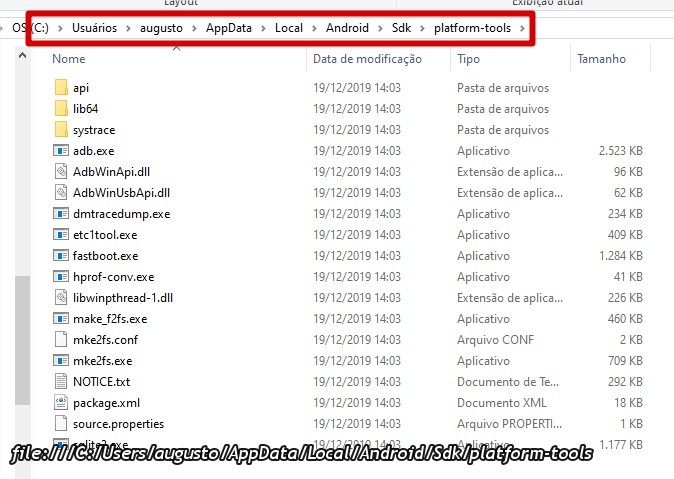 Layout
Exibição atual
OS (C:) > Usuários > augusto > AppData > Local > Android > Sdk > platform-tools >
Nome Data de modificação Tipo Tamanho
api 19/12/2019 14:03 Pasta de arquivos
lib64 19/12/2019 14:03 Pasta de arquivos
systrace 19/12/2019 14:03 Pasta de arquivos
adb.exe 19/12/2019 14:03 Aplicativo 2.523 KB
AdbWinApi.dll 19/12/2019 14:03 Extensão de aplica... 96 KB
AdbWinUsbApi.dll 19/12/2019 14:03 Extensão de aplica... 62 KB
dmtracedump.exe 19/12/2019 14:03 Aplicativo 234 KB
etc1tool.exe 19/12/2019 14:03 Aplicativo 409 KB
fastboot.exe 19/12/2019 14:03 Aplicativo 1.284 KB
hprof-conv.exe 19/12/2019 14:03 Aplicativo 41 KB
libwinpthread-1.dll 19/12/2019 14:03 Extensão de aplica... 226 KB
make_f2fs.exe 19/12/2019 14:03 Aplicativo 460 KB
mke2fs.conf 19/12/2019 14:03 Arquivo CONF 2 KB
mke2fs.exe 19/12/2019 14:03 Aplicativo 709 KB
NOTICE.txt 19/12/2019 14:03 Documento de Te... 292 KB
package.xml 19/12/2019 14:03 Documento XML 18 KB
source.properties 19/12/2019 14:03 Arquivo PROPERTI... 1 KB
sqlite3.exe 1.177 KB
file:///C:/Users/augusto/AppData/Local/Android/Sdk/platform-tools